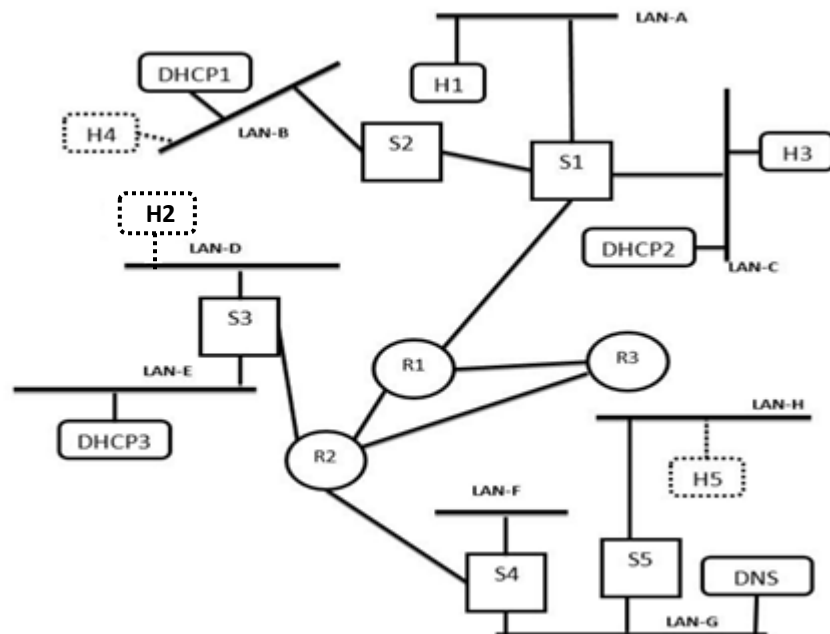 LAN-A
DHCP1
H1
H4
LAN-B
S2
S1
H3
H2
LAN-D
DHCP2
LAN-C
S3
R1
R3
LAN-E
LAN-H
DHCP3
R2
H5
LAN-F
S4
S5
DNS
LAN-G